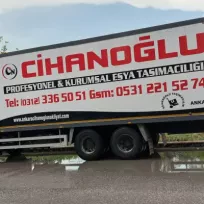 CİHANOĞLU
PROFESYONEL & KURUMSAL EŞYA TAŞIMACILIĞI
Tel: (0312) 336 50 51 Gsm: 0531 221 52 74
www.ankaracihanoglunakliyat.com
ANKA